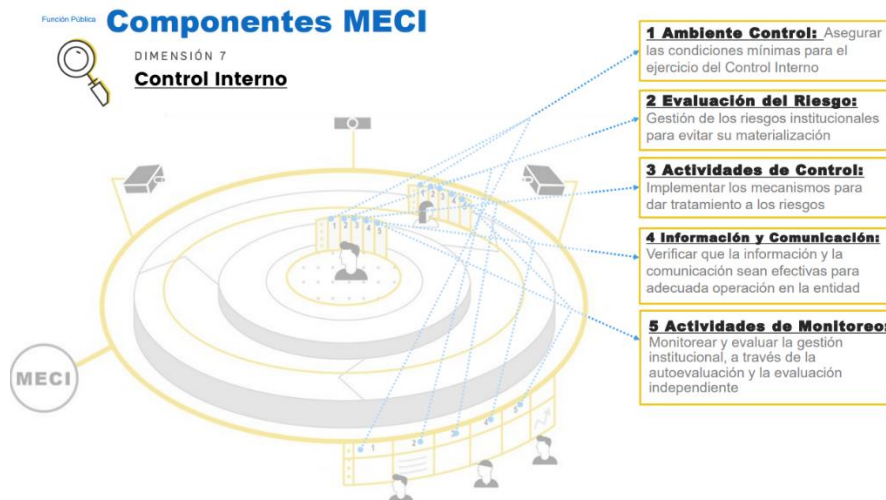 Función Pública
Componentes MECI
DIMENSIÓN 7
Control Interno
1 Ambiente Control: Asegurar
las condiciones mínimas para el
ejercicio del Control Interno
2 Evaluación del Riesgo:
Gestión de los riesgos institucionales
para evitar su materialización
3 Actividades de Control:
Implementar los mecanismos para
dar tratamiento a los riesgos
4 Información y Comunicación:
Verificar que la información y la
comunicación sean efectivas para
adecuada operación en la entidad
5 Actividades de Monitoreo:
Monitorear y evaluar la gestión
institucional, a través de la
autoevaluación y la evaluación
independiente
1 2 3 4 5
1 2 3 4 5
MECI
1 2 3 4 5